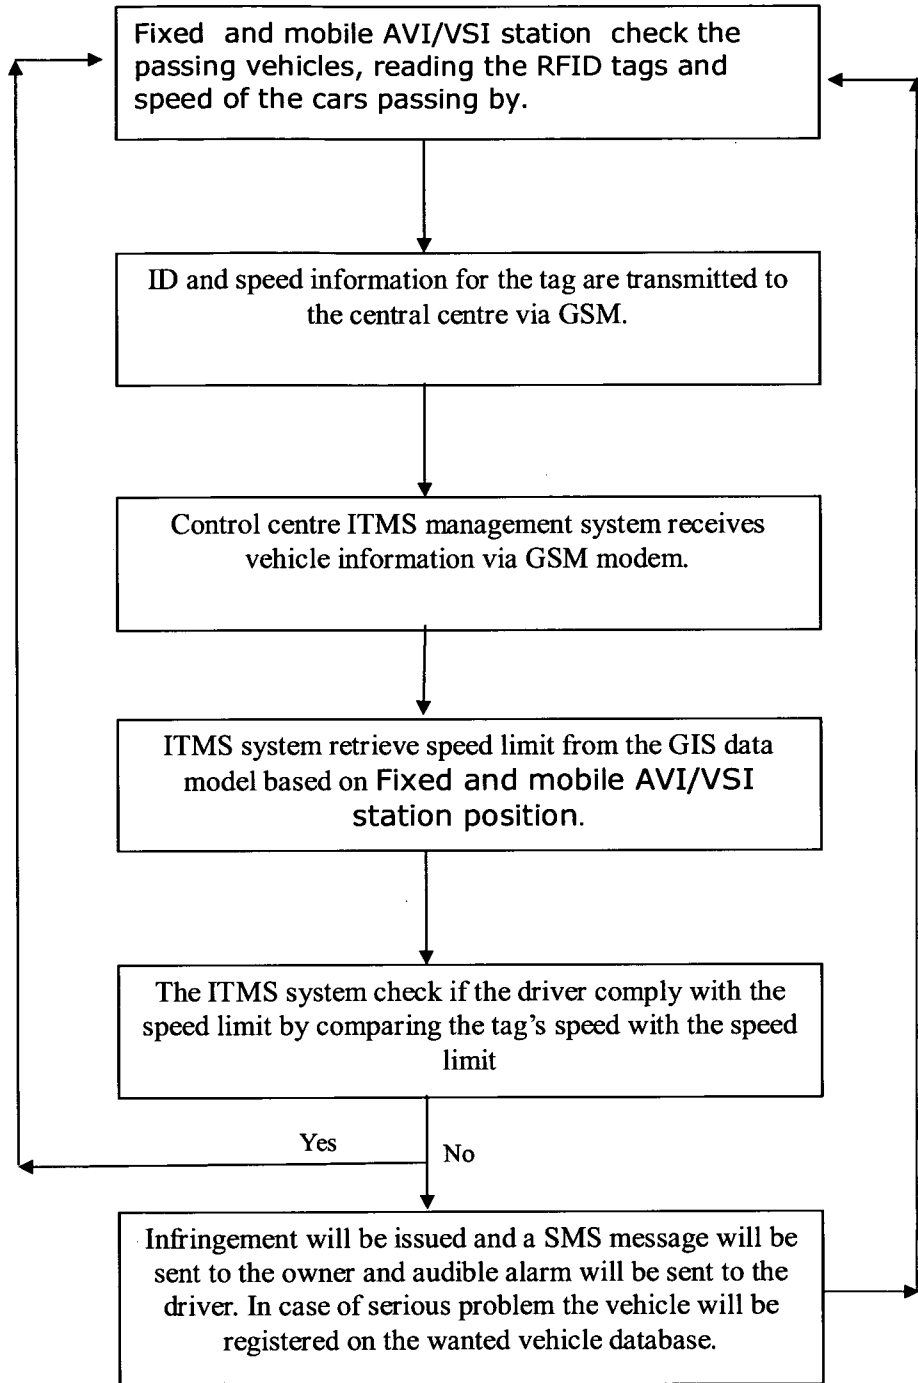 Fixed and mobile AVI/VSI station check the
passing vehicles, reading the RFID tags and
speed of the cars passing by.
ID and speed information for the tag are transmitted to
the central centre via GSM.
Control centre ITMS management system receives
vehicle information via GSM modem.
ITMS system retrieve speed limit from the GIS data
model based on Fixed and mobile AVI/VSI
station position.
The ITMS system check if the driver comply with the
speed limit by comparing the tag's speed with the speed
limit
Yes
No
Infringement will be issued and a SMS message will be
sent to the owner and audible alarm will be sent to the
driver. In case of serious problem the vehicle will be
registered on the wanted vehicle database.